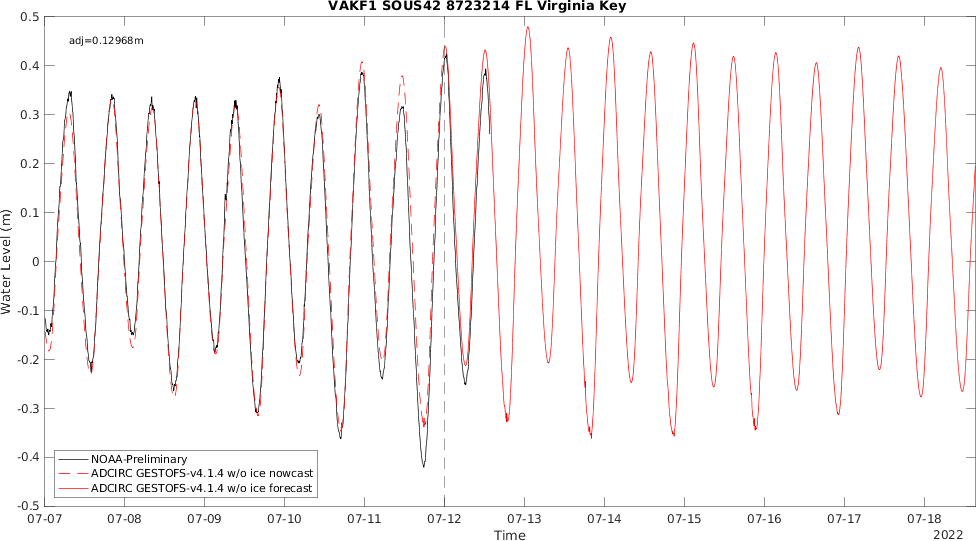 VAKF1 SOUS42 8723214 FL Virginia Key
adj=0.12968m
0.5
0.4
0.3
0.2
0.1
0
-0.1
-0.2
-0.3
-0.4
-0.5
Water Level (m)
NOAA-Preliminary
ADCIRC GESTOFS-v4.1.4 w/o ice nowcast
ADCIRC GESTOFS-v4.1.4 w/o ice forecast
07-07 07-08 07-09 07-10 07-11 07-12 07-13 07-14 07-15 07-16 07-17 07-18
Time
2022